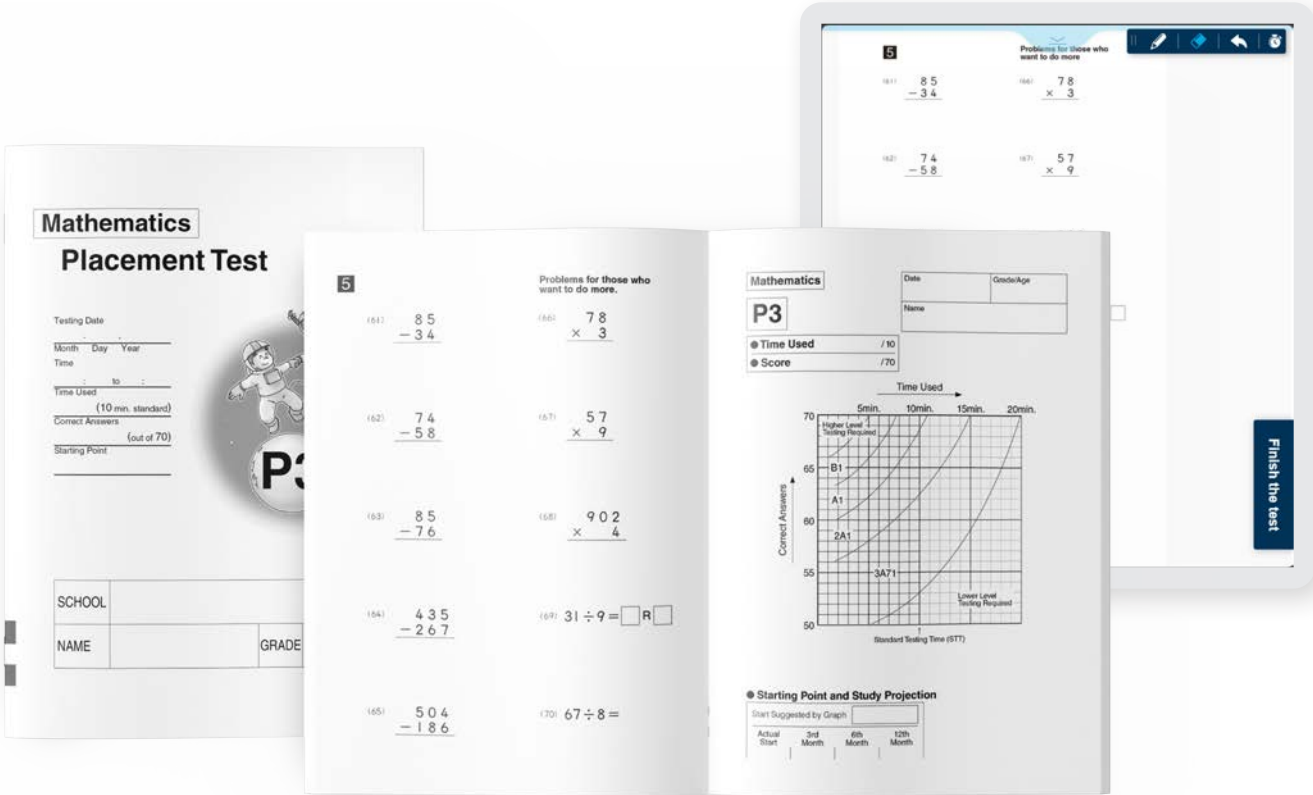 Mathematics
Placement Test
Testing Date
Month Day Year
Time
: to :
Time Used
(10 min. standard)
Correct Answers
(out of 70)
Starting Point
P3
SCHOOL
NAME
GRADE
5
Problems for those who
want to do more.
(61) 85
−34
(66) 78
× 3
(62) 74
−58
(67) 57
× 9
(63) 85
−76
(68) 902
× 4
(64) 435
−267
(69) 31÷9= R
(65) 504
−186
(70) 67÷8=
Mathematics
Date
Grade/Age
P3
Name
Time Used /10
Score /70
Time Used
5min. 10min. 15min. 20min.
70
Higher Level
Testing Required
65
B1
A1
60
2A1
55
3A71
Lower Level
Testing Required
50
Correct Answers
Standard Testing Time (STT)
Starting Point and Study Projection
Start Suggested by Graph
Actual
Start
3rd
Month
6th
Month
12th
Month
5
Problems for those who
want to do more
(61) 85
−34
(66) 78
× 3
(62) 74
−58
(67) 57
× 9
Finish the test